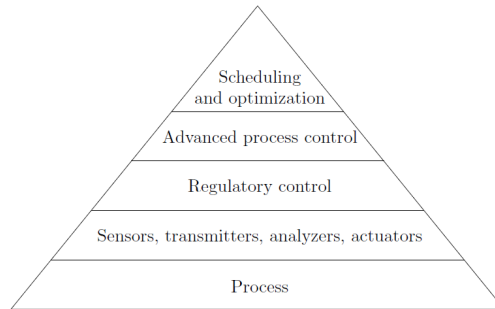 Scheduling
and optimization
Advanced process control
Regulatory control
Sensors, transmitters, analyzers, actuators
Process